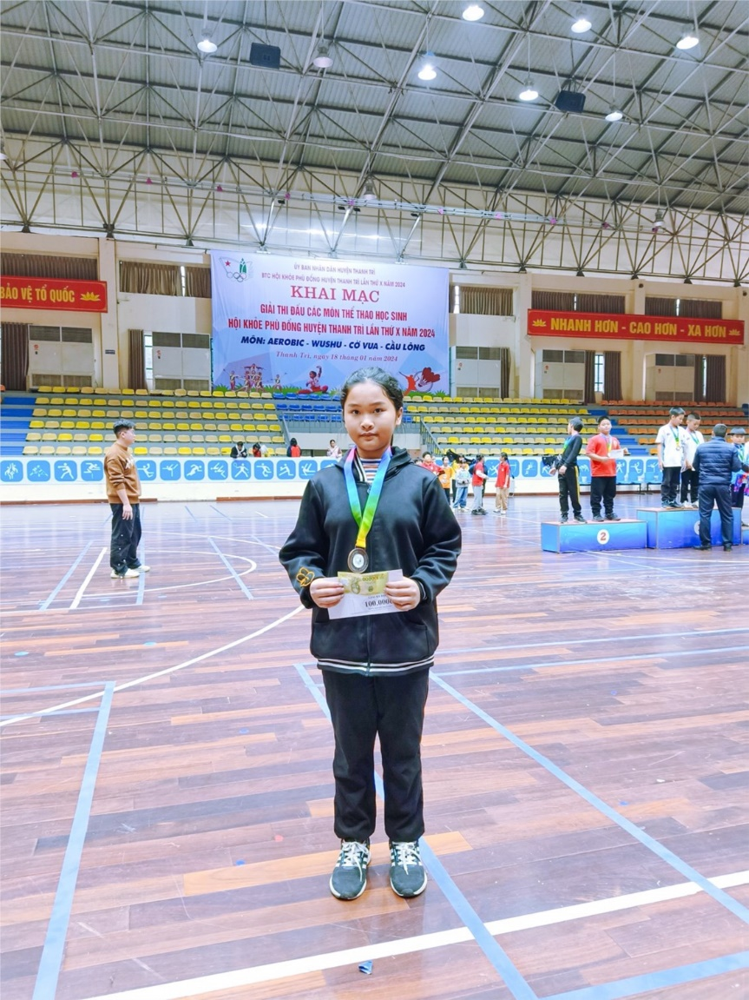 ỦY BAN NHÂN DÂN HUYỆN THANH TRÌ
BTC HỘI KHỎE PHÙ ĐỔNG HUYỆN THANH TRÌ LẦN THỨ X NĂM 2024
KHAI MẠC
GIẢI THI ĐẤU CÁC MÔN THỂ THAO HỌC SINH
HỘI KHỎE PHÙ ĐỔNG HUYỆN THANH TRÌ LẦN THỨ X NĂM 2024
MÔN: AEROBIC - WUSHU - CỜ VUA - CẦU LÔNG
Thanh Trì, ngày 18 tháng 01 năm 2024
BẢO VỆ TỔ QUỐC
NHANH HƠN - CAO HƠN - XA HƠN
2
100.000